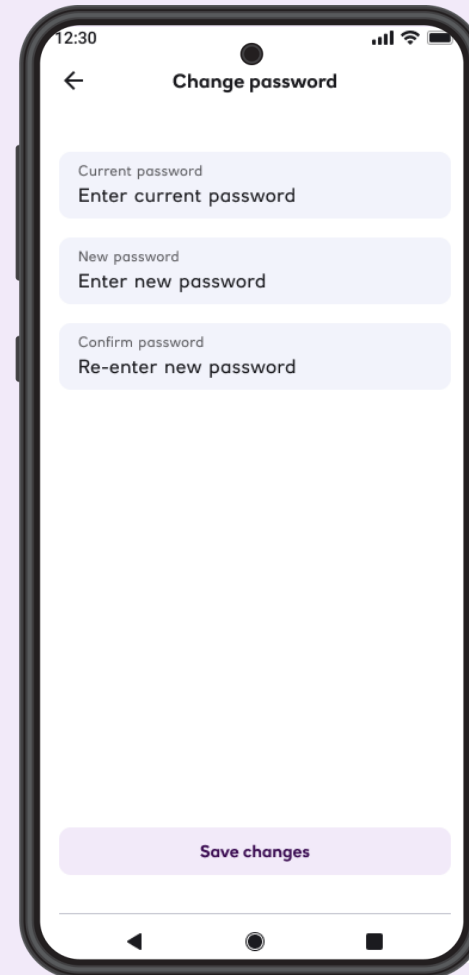 12:30
Change password
Current password
Enter current password
New password
Enter new password
Confirm password
Re-enter new password
Save changes